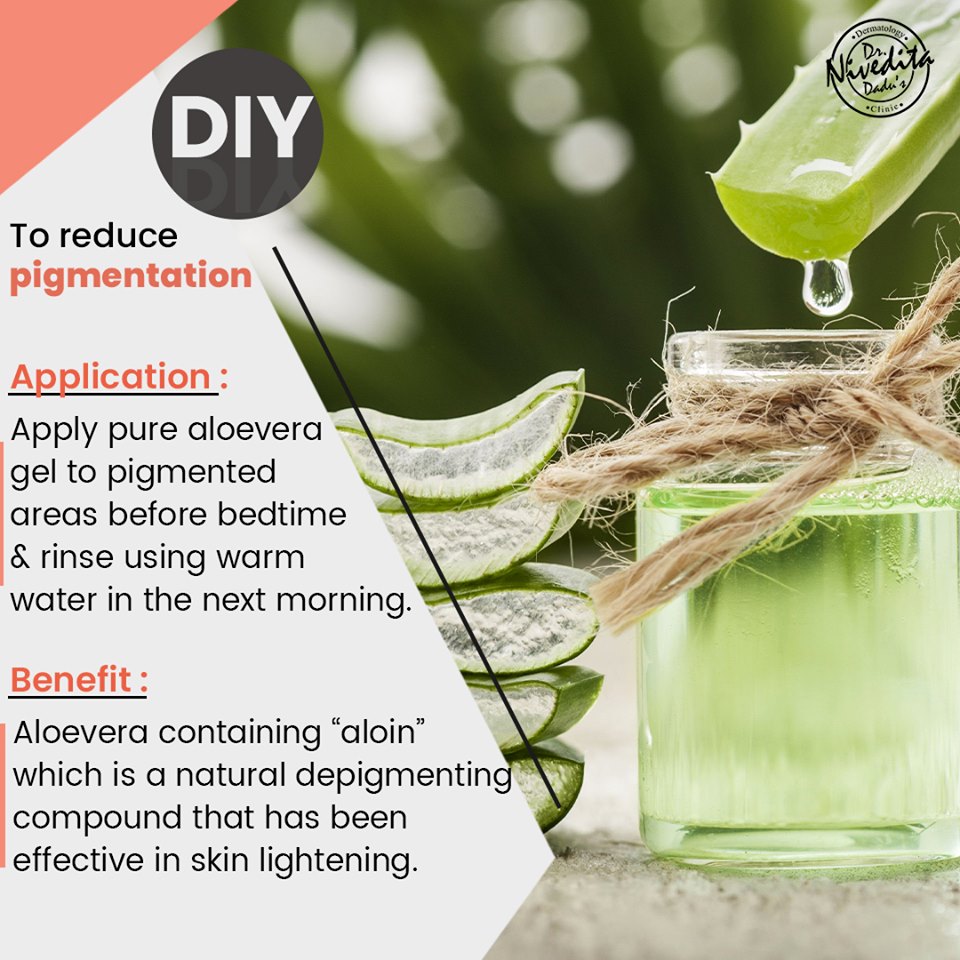 Dermatology
Dr.
Nivedita
Dadu's
Clinic
DIY
To reduce
pigmentation
Application :
Apply pure aloevera
gel to pigmented
areas before bedtime
& rinse using warm
water in the next morning.
Benefit :
Aloevera containing “aloin”
which is a natural depigmenting
compound that has been
effective in skin lightening.